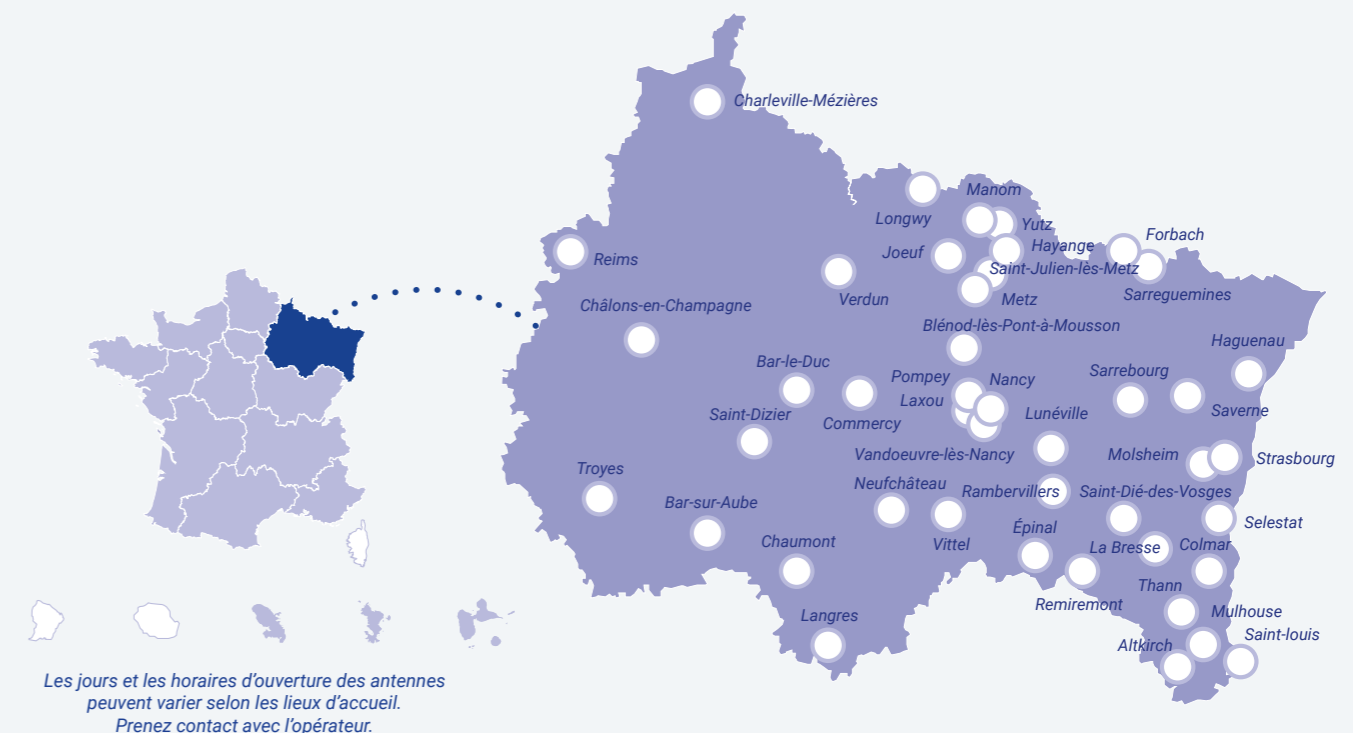 Charleville-Mézières
Manom
Longwy
Yutz
Forbach
Hayange
Joeuf
Reims
Saint-Julien-lès-Metz
Sarreguemines
Verdun
Metz
Châlons-en-Champagne
Blénod-lès-Pont-à-Mousson
Haguenau
Bar-le-Duc
Sarrebourg
Pompey
Nancy
Laxou
Saverne
Saint-Dizier
Lunéville
Commercy
Vandoeuvre-lès-Nancy
Molsheim
Strasbourg
Troyes
Neufchâteau
Rambervillers
Saint-Dié-des-Vosges
Bar-sur-Aube
Selestat
Épinal
Chaumont
Vittel
La Bresse
Colmar
Thann
Remiremont
Mulhouse
Langres
Saint-louis
Altkirch
Les jours et les horaires d’ouverture des antennes
peuvent varier selon les lieux d’accueil.
Prenez contact avec l’opérateur.